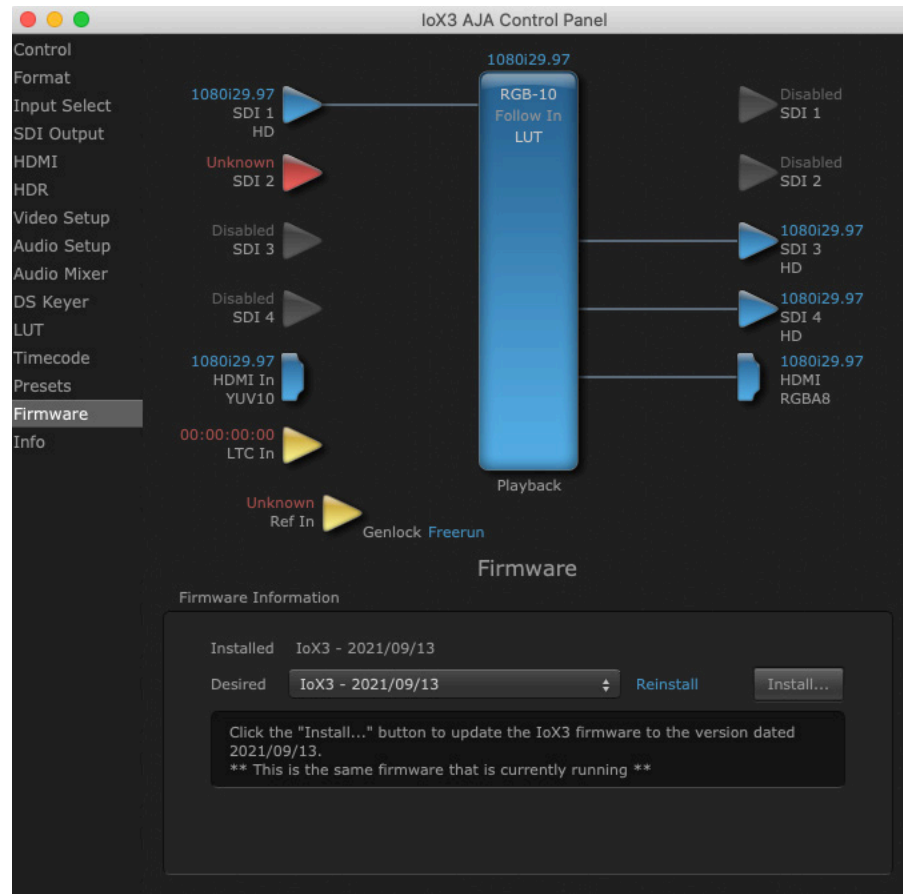 IoX3 AJA Control Panel
Control
Format
Input Select
SDI Output
HDMI
HDR
Video Setup
Audio Setup
Audio Mixer
DS Keyer
LUT
Timecode
Presets
Firmware
Info
1080i29.97
SDI 1
HD
Unknown
SDI 2
Disabled
SDI 3
Disabled
SDI 4
1080i29.97
HDMI In
YUV10
00:00:00:00
LTC In
Unknown
Ref In
Genlock Freerun
1080i29.97
RGB-10
Follow In
LUT
Playback
Disabled
SDI 1
Disabled
SDI 2
1080i29.97
SDI 3
HD
1080i29.97
SDI 4
HD
1080i29.97
HDMI
RGBA8
Firmware
Firmware Information
Installed IoX3 - 2021/09/13
Desired IoX3 - 2021/09/13 Reinstall Install...
Click the "Install..." button to update the IoX3 firmware to the version dated
2021/09/13.
** This is the same firmware that is currently running **